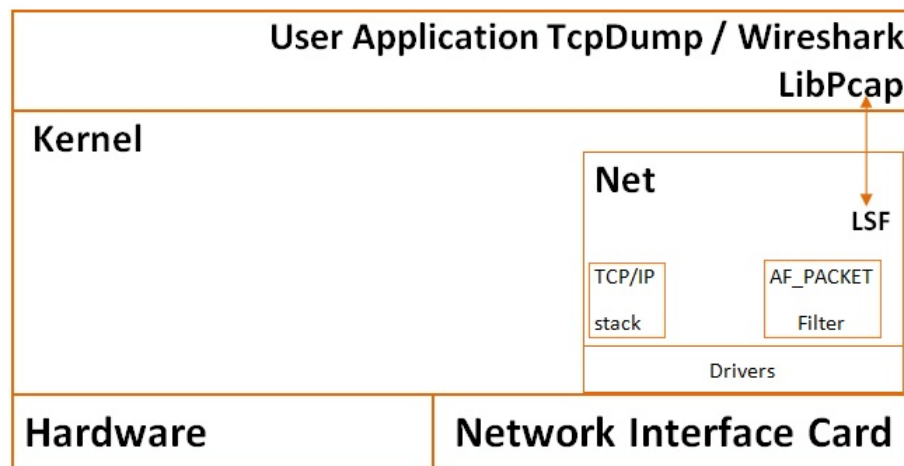 User Application TcpDump / Wireshark
LibPcap
Kernel
Net
LSF
TCP/IP
stack
AF_PACKET
Filter
Drivers
Hardware
Network Interface Card